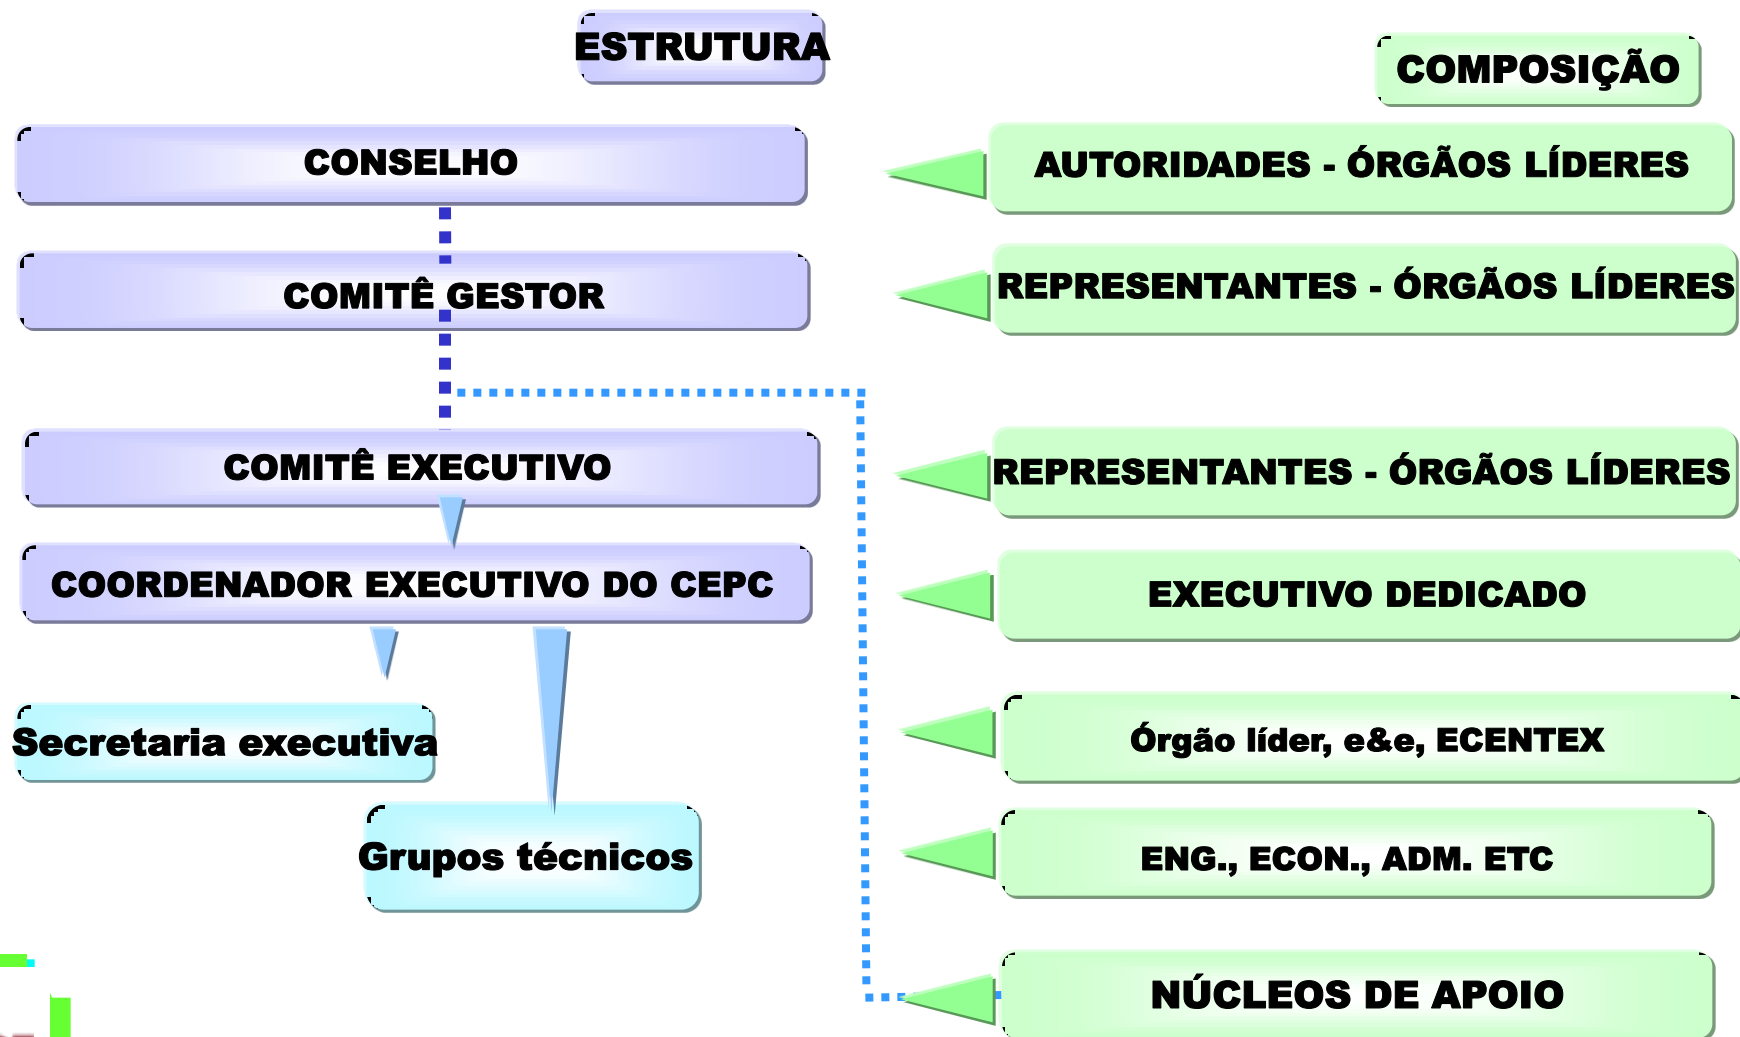 ESTRUTURA
COMPOSIÇÃO
CONSELHO
AUTORIDADES - ÓRGÃOS LÍDERES
COMITÊ GESTOR
REPRESENTANTES - ÓRGÃOS LÍDERES
COMITÊ EXECUTIVO
REPRESENTANTES - ÓRGÃOS LÍDERES
COORDENADOR EXECUTIVO DO CEPC
EXECUTIVO DEDICADO
Secretaria executiva
Órgão líder, e&e, ECENTEX
Grupos técnicos
ENG., ECON., ADM. ETC
NÚCLEOS DE APOIO